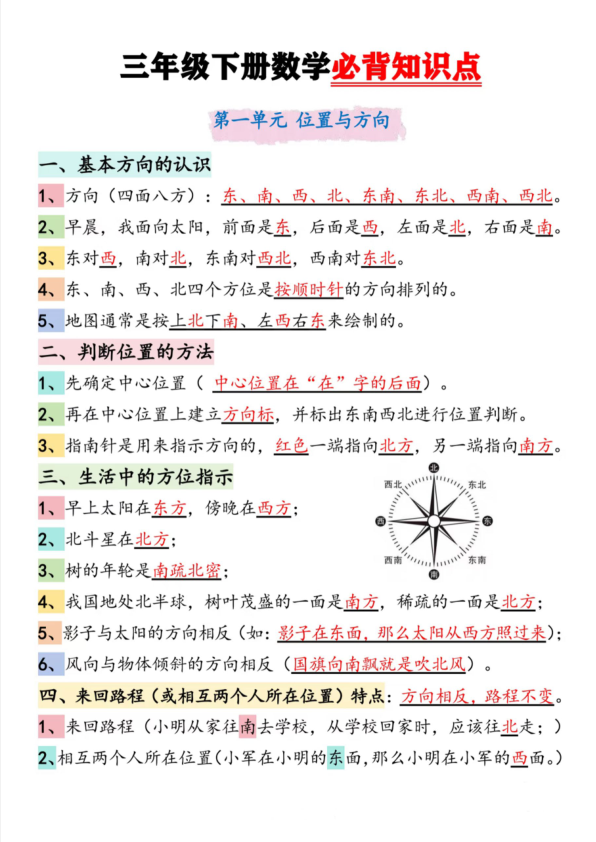 三年级下册数学必背知识点
第一单元 位置与方向
一、基本方向的认识
1、方向（四面八方）：东、南、西、北、东南、东北、西南、西北。
2、早晨，我面向太阳，前面是东，后面是西，左面是北，右面是南。
3、东对西，南对北，东南对西北，西南对东北。
4、东、南、西、北四个方位是按顺时针的方向排列的。
5、地图通常是按上北下南、左西右东来绘制的。
二、判断位置的方法
1、先确定中心位置（ 中心位置在“在”字的后面）。
2、再在中心位置上建立方向标，并标出东南西北进行位置判断。
3、指南针是用来指示方向的，红色一端指向北方，另一端指向南方。
三、生活中的方位指示
1、早上太阳在东方，傍晚在西方；
2、北斗星在北方；
3、树的年轮是南疏北密；
北
西北 东北
西 东
西南 东南
南
4、我国地处北半球，树叶茂盛的一面是南方，稀疏的一面是北方；
5、影子与太阳的方向相反（如：影子在东面，那么太阳从西方照过来）；
6、风向与物体倾斜的方向相反（国旗向南飘就是吹北风）。
四、来回路程（或相互两个人所在位置）特点：方向相反，路程不变。
1、来回路程（小明从家往南去学校，从学校回家时，应该往北走；）
2、相互两个人所在位置（小军在小明的东面，那么小明在小军的西面。）